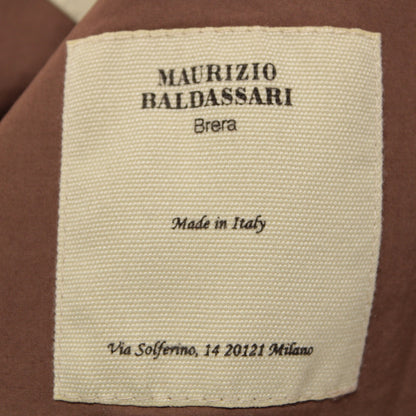 MAURIZIO
BALDASSARI
Brera
Made in Italy
Via Solferino, 14 20121 Milano